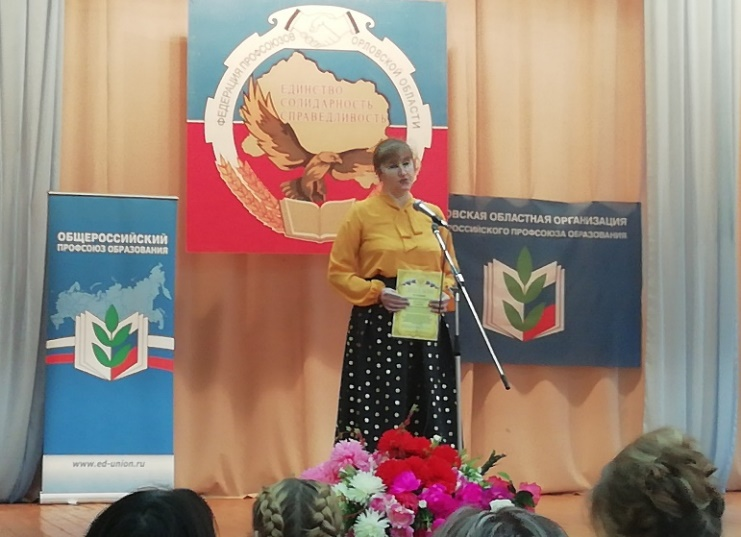 ФЕДЕРАЦИЯ ПРОФСОЮЗОВ ОРЛОВСКОЙ ОБЛАСТИ
ЕДИНСТВО
СОЛИДАРНОСТЬ
СПРАВЕДЛИВОСТЬ
ОБЩЕРОССИЙСКИЙ
ПРОФСОЮЗ ОБРАЗОВАНИЯ
www.ed-union.ru
ОВСКАЯ ОБЛАСТНАЯ ОРГАНИЗАЦИЯ
РОССИЙСКОГО ПРОФСОЮЗА ОБРАЗОВАНИЯ